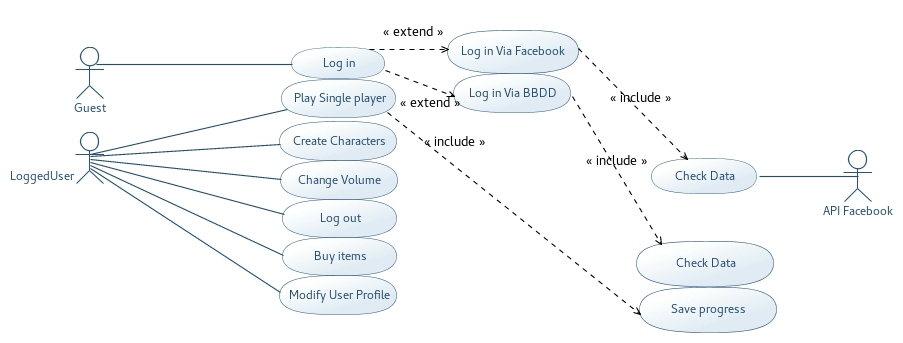 « extend »
Log in Via Facebook
Log in
Log in Via BBDD
« include »
Play Single player
« extend »
Guest
Create Characters
« include »
« include »
LoggedUser
Change Volume
Check Data
API Facebook
Log out
Buy items
Check Data
Modify User Profile
Save progress